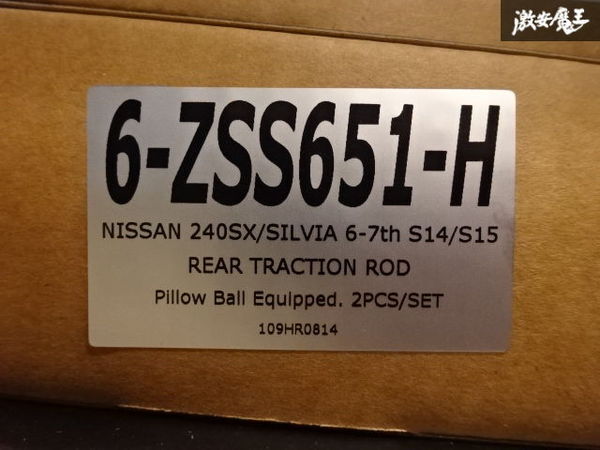 激安魔王
6-ZSS651-H
NISSAN 240SX/SILVIA 6-7th S14/S15
REAR TRACTION ROD
Pillow Ball Equipped. 2PCS/SET
109HR0814